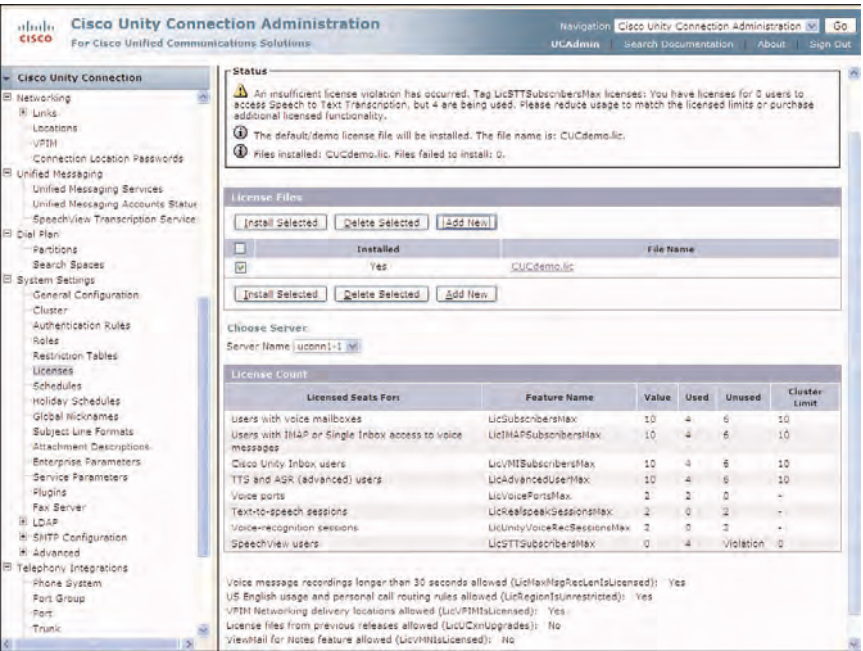 CISCO
Cisco Unity Connection Administration
For Cisco Unified Communications Solutions
Navigation Cisco Unity Connection Administration Go
UCAdmin Search Documentation About Sign Out
Cisco Unity Connection
Networking
Links
Locations
VPIM
Connection Location Passwords
Unified Messaging
Unified Messaging Services
Unified Messaging Accounts Status
SpeechView Transcription Service
Dial Plan
Partitions
Search Spaces
System Settings
General Configuration
Cluster
Authentication Rules
Roles
Restriction Tables
Licenses
Schedules
Holiday Schedules
Global Nicknames
Subject Line Formats
Attachment Descriptions
Enterprise Parameters
Service Parameters
Plugins
Fax Server
LDAP
SMTP Configuration
Advanced
Telephony Integrations
Phone System
Port Group
Port
Trunk
Status
An insufficient license violation has occurred. Tag LicSTTSubscribersMax licenses: You have licenses for 0 users to
access Speech to Text Transcription, but 4 are being used. Please reduce usage to match the licensed limits or purchase
additional licensed functionality.
The default/demo license file will be installed. The file name is: CUCdemo.lic.
Files installed: CUCdemo.lic. Files failed to install: 0.
License Files
Install Selected Delete Selected Add New
Installed File Name
Yes CUCdemo.lic
Install Selected Delete Selected Add New
Choose Server
Server Name uconn1-1
License Count
Licensed Seats For: Feature Name Value Used Unused Cluster Limit
Users with voice mailboxes LicSubscribersMax 10 4 6 10
Users with IMAP or Single Inbox access to voice messages LicIMAPSubscribersMax 10 4 6 10
Cisco Unity Inbox users LicVMISubscribersMax 10 4 6 10
TTS and ASR (advanced) users LicAdvancedUserMax 10 4 6 10
Voice ports LicVoicePortsMax 2 2 0 -
Text-to-speech sessions LicRealspeakSessionsMax 2 0 2 -
Voice-recognition sessions LicUnityVoiceRecSessionsMax 2 0 2 -
SpeechView users LicSTTSubscribersMax 0 4 Violation 0
Voice message recordings longer than 30 seconds allowed (LicMaxMsgRecLenIsLicensed): Yes
US English usage and personal call routing rules allowed (LicRegionIsUnrestricted): Yes
VPIM Networking delivery locations allowed (LicVPIMIsLicensed): Yes
License files from previous releases allowed (LicUCxnUpgrades): No
ViewMail for Notes feature allowed (LicVMNIsLicensed): No